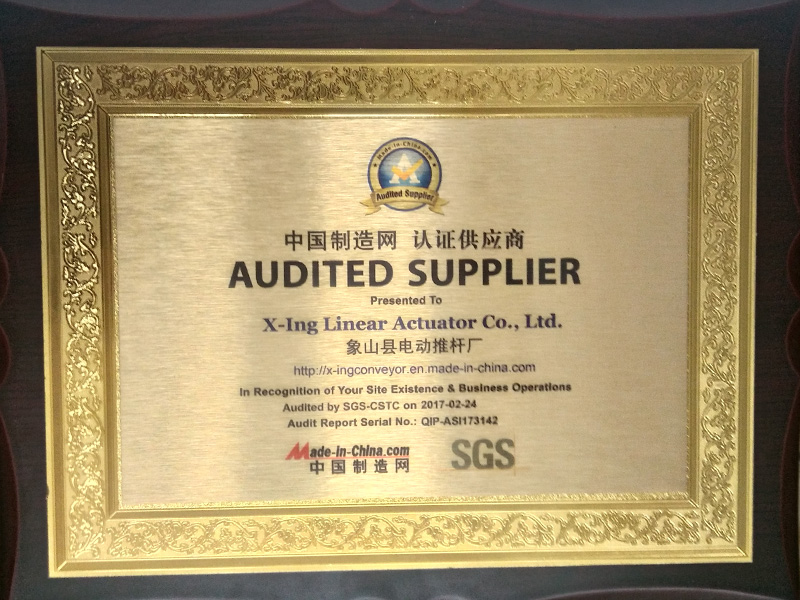 Made-in-China.com
Audited Supplier
中国制造网 认证供应商
AUDITED SUPPLIER
Presented To
X-Ing Linear Actuator Co., Ltd.
象山县电动推杆厂
http://x-ingconveyor.en.made-in-china.com
In Recognition of Your Site Existence & Business Operations
Audited by SGS-CSTC on 2017-02-24
Audit Report Serial No.: QIP-ASI173142
Made-in-China.com
中国制造网
SGS